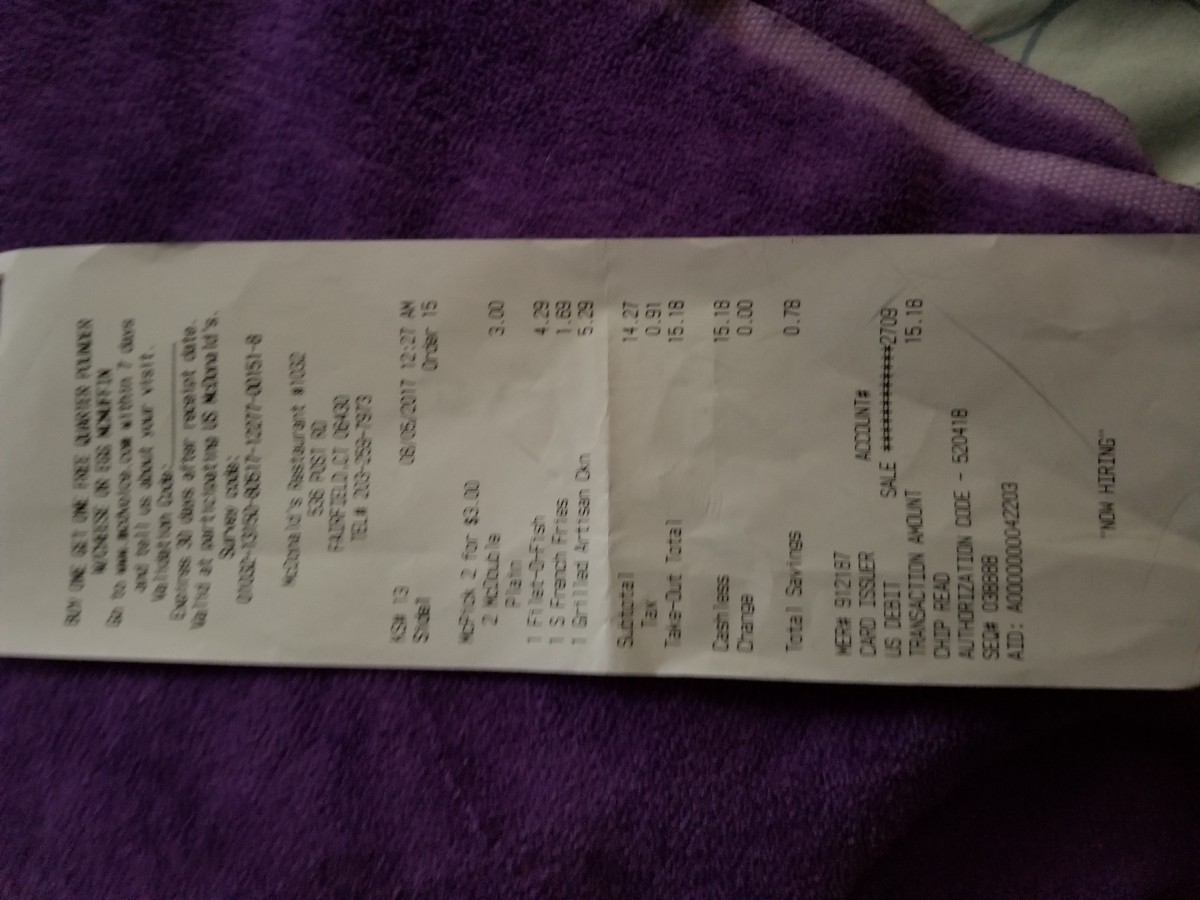 BUY ONE GET ONE FREE QUARTER POUNDER
W/CHEESE OR EGG MCMUFFIN
Go to www.mcdvoice.com within 7 days
and tell us about your visit.
Validation Code:
Expires 30 days after receipt date.
Valid at participating US McDonald's.
Survey code:
McDonald's Restaurant #1032
536 POST RD
FAIRFIELD,CT 06430
TEL# 203-259-7973
KS# 13 08/05/2017 12:27 AM
Side1 Order 15
McPick 2 for $3.00 3.00
2 McDouble
Plain
1 Filet-O-Fish 4.29
1 S French Fries 1.69
1 Grilled Artisan Ckn 5.29
Subtotal 14.27
Tax 0.91
Take-Out Total 15.18
Cashless 15.18
Change 0.00
Total Savings 0.78
MER# 912187
CARD ISSUER ACCOUNT#
US DEBIT SALE ************2709
TRANSACTION AMOUNT 15.18
CHIP READ
AUTHORIZATION CODE - 520418
SEQ# 038688
AID: A0000000042203
"NOW HIRING"